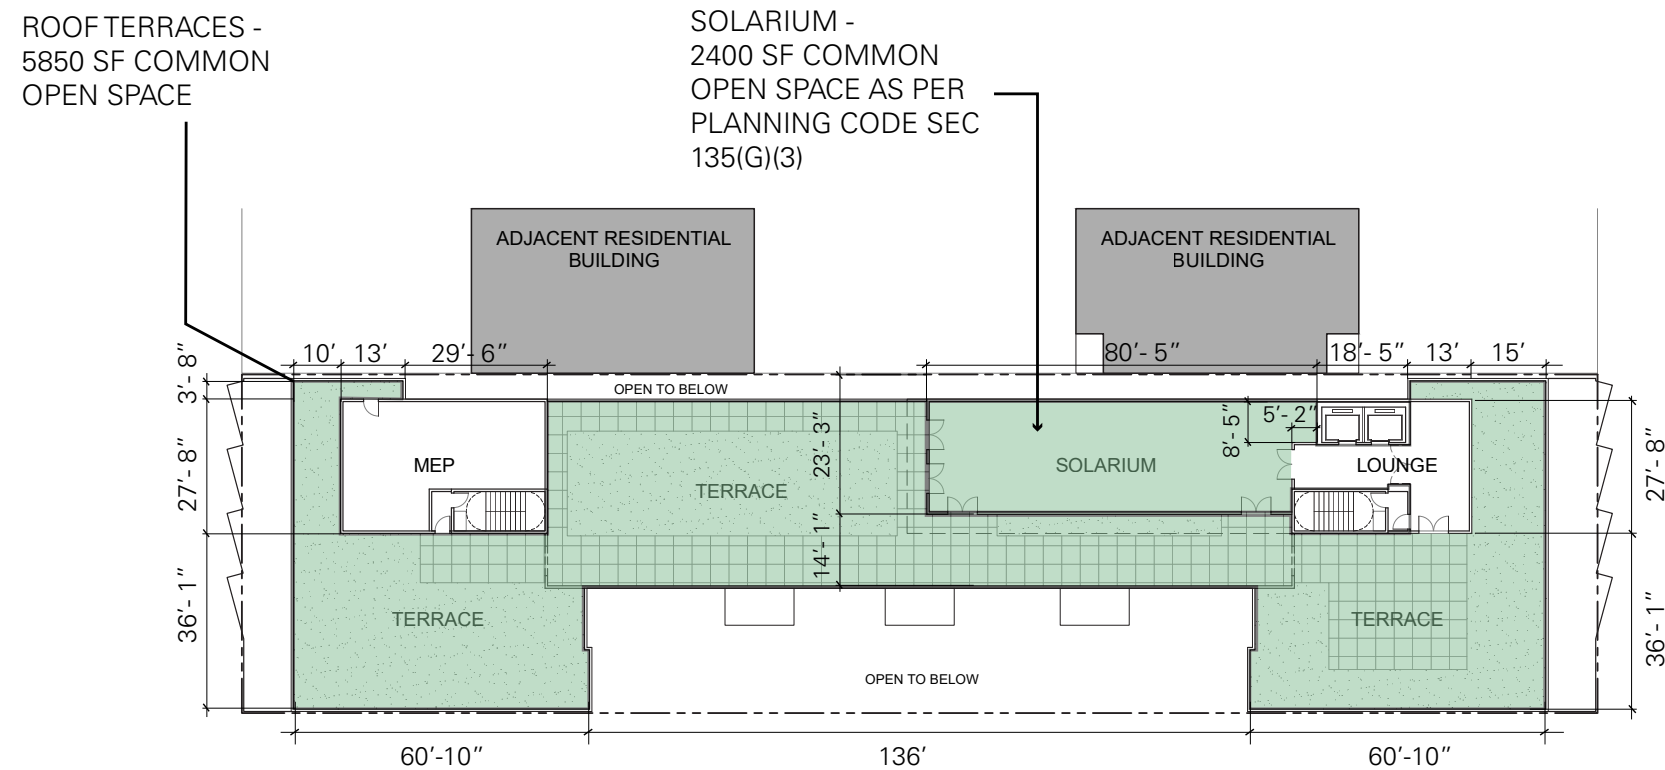 ROOF TERRACES -
5850 SF COMMON
OPEN SPACE
SOLARIUM -
2400 SF COMMON
OPEN SPACE AS PER
PLANNING CODE SEC
135(G)(3)
ADJACENT RESIDENTIAL
BUILDING
ADJACENT RESIDENTIAL
BUILDING
10'
13'
29'- 6"
80'- 5"
18'- 5"
13'
15'
3'- 8"
OPEN TO BELOW
27'- 8"
MEP
TERRACE
23'- 3"
SOLARIUM
8'- 5"
5'- 2"
LOUNGE
27'- 8"
14'- 1"
36'- 1"
TERRACE
TERRACE
36'- 1"
OPEN TO BELOW
60'-10"
136'
60'-10"